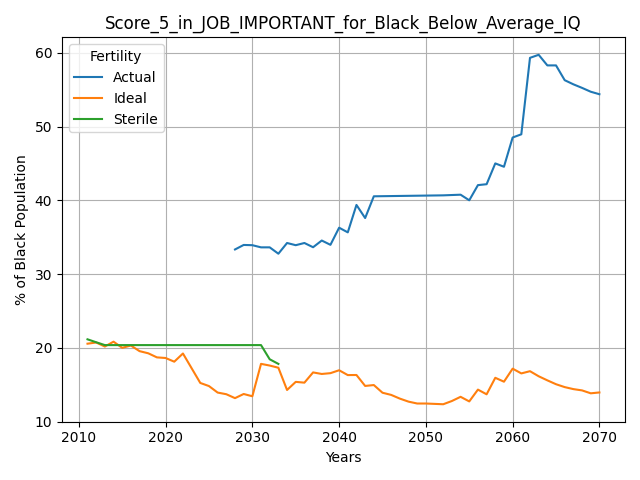 Score_5_in_JOB_IMPORTANT_for_Black_Below_Average_IQ
Fertility
Actual
Ideal
Sterile
% of Black Population
60
50
40
30
20
10
2010 2020 2030 2040 2050 2060 2070
Years